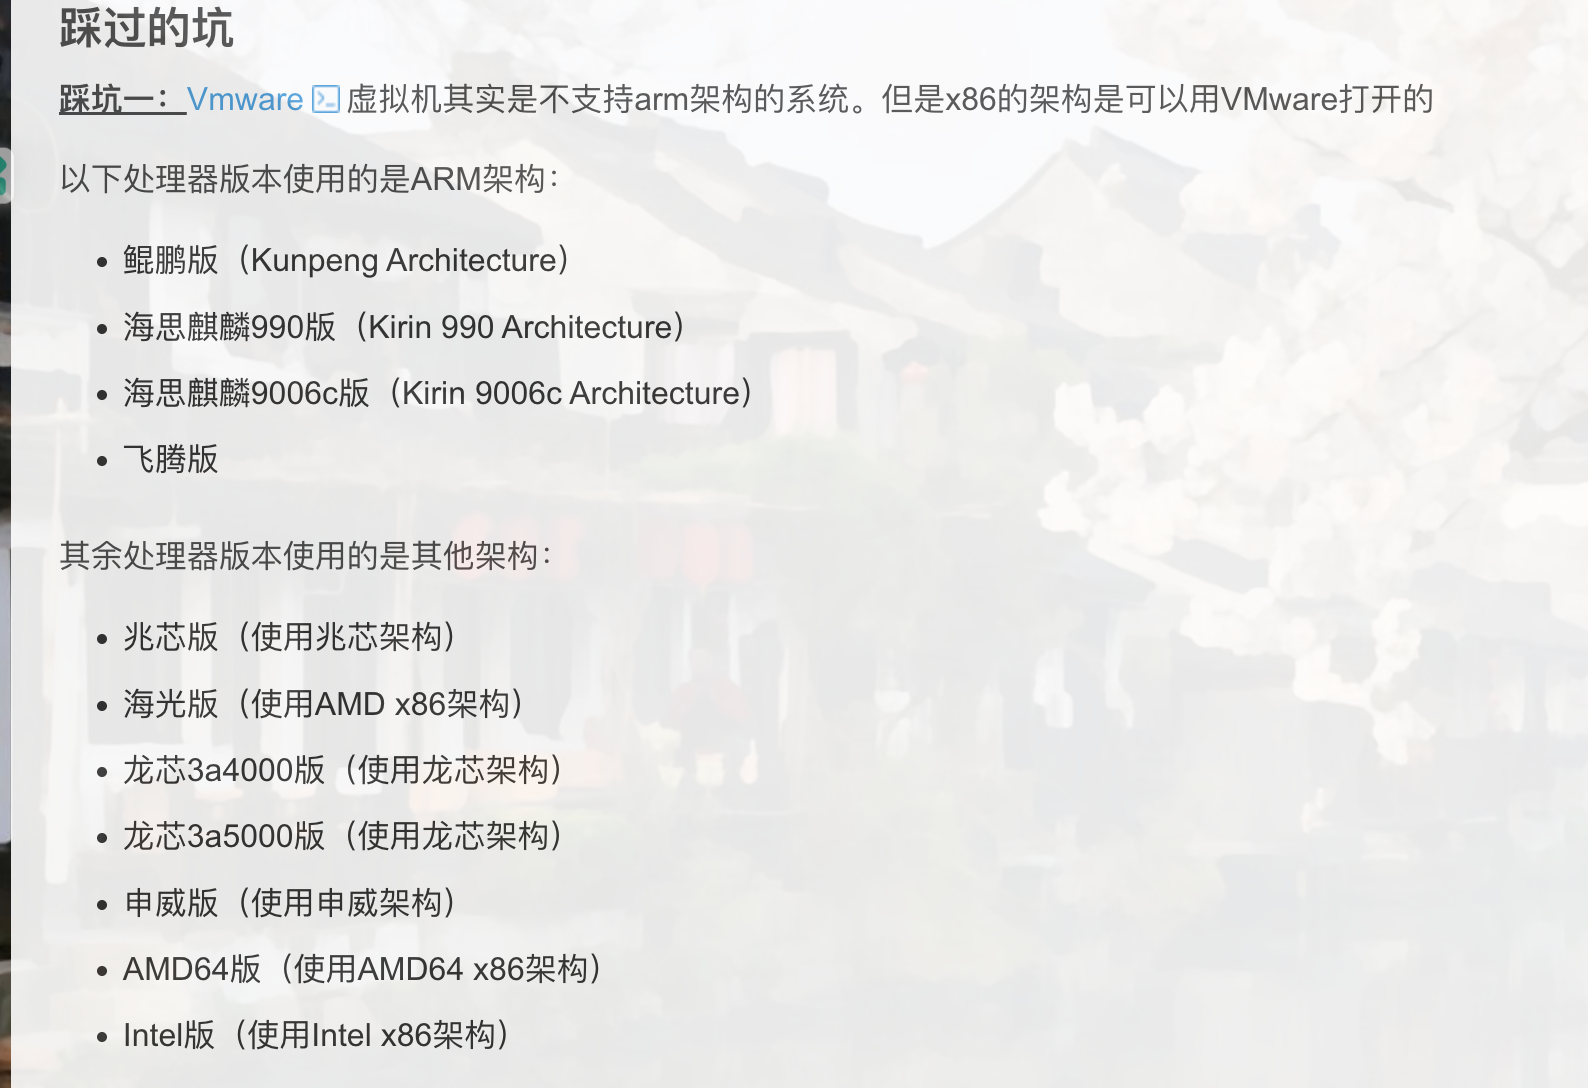 踩过的坑
踩坑一：Vmware 虚拟机其实是不支持arm架构的系统。但是x86的架构是可以用VMware打开的
以下处理器版本使用的是ARM架构：
• 鲲鹏版（Kunpeng Architecture）
• 海思麒麟990版（Kirin 990 Architecture）
• 海思麒麟9006c版（Kirin 9006c Architecture）
• 飞腾版
其余处理器版本使用的是其他架构：
• 兆芯版（使用兆芯架构）
• 海光版（使用AMD x86架构）
• 龙芯3a4000版（使用龙芯架构）
• 龙芯3a5000版（使用龙芯架构）
• 申威版（使用申威架构）
• AMD64版（使用AMD64 x86架构）
• Intel版（使用Intel x86架构）